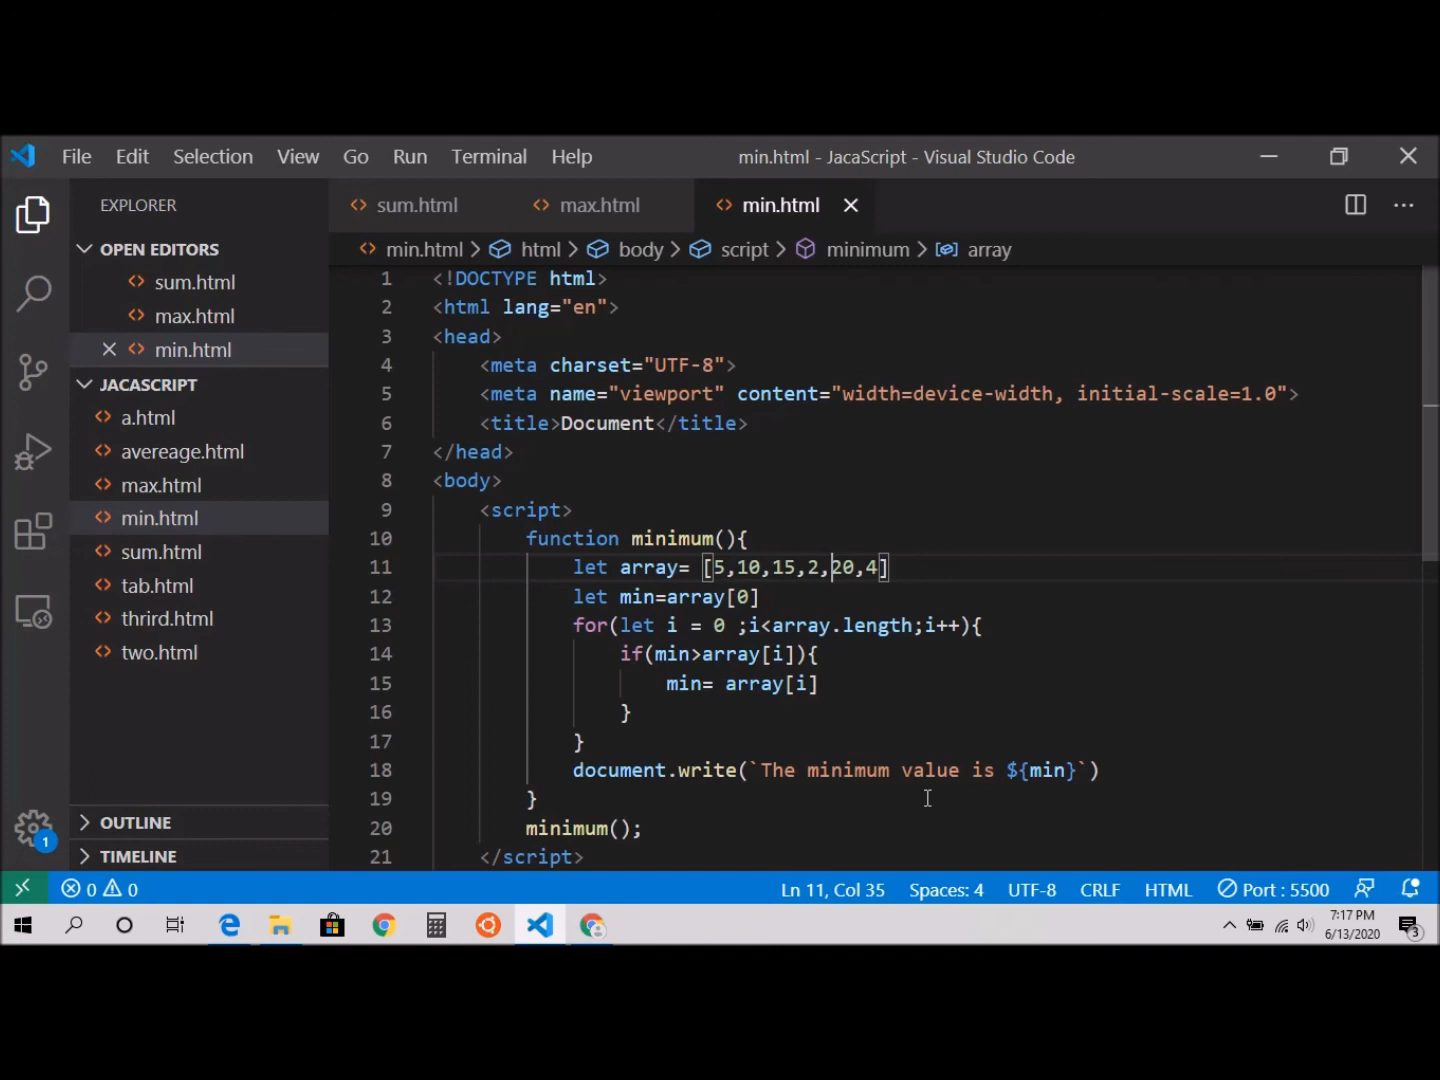 File Edit Selection View Go Run Terminal Help min.html - JacaScript - Visual Studio Code
EXPLORER
OPEN EDITORS
sum.html
max.html
min.html
JACASCRIPT
a.html
avereage.html
max.html
min.html
sum.html
tab.html
thrird.html
two.html
OUTLINE
TIMELINE
1
sum.html max.html min.html
min.html > html > body > script > minimum > array
1 <!DOCTYPE html>
2 <html lang="en">
3 <head>
4 <meta charset="UTF-8">
5 <meta name="viewport" content="width=device-width, initial-scale=1.0">
6 <title>Document</title>
7 </head>
8 <body>
9 <script>
10 function minimum(){
11 let array= [5,10,15,2,20,4]
12 let min=array[0]
13 for(let i = 0 ;i<array.length;i++){
14 if(min>array[i]){
15 min= array[i]
16 }
17 }
18 document.write(`The minimum value is ${min}`)
19 }
20 minimum();
21 </script>
0 0 Ln 11, Col 35 Spaces: 4 UTF-8 CRLF HTML Port : 5500
7:17 PM
6/13/2020
3